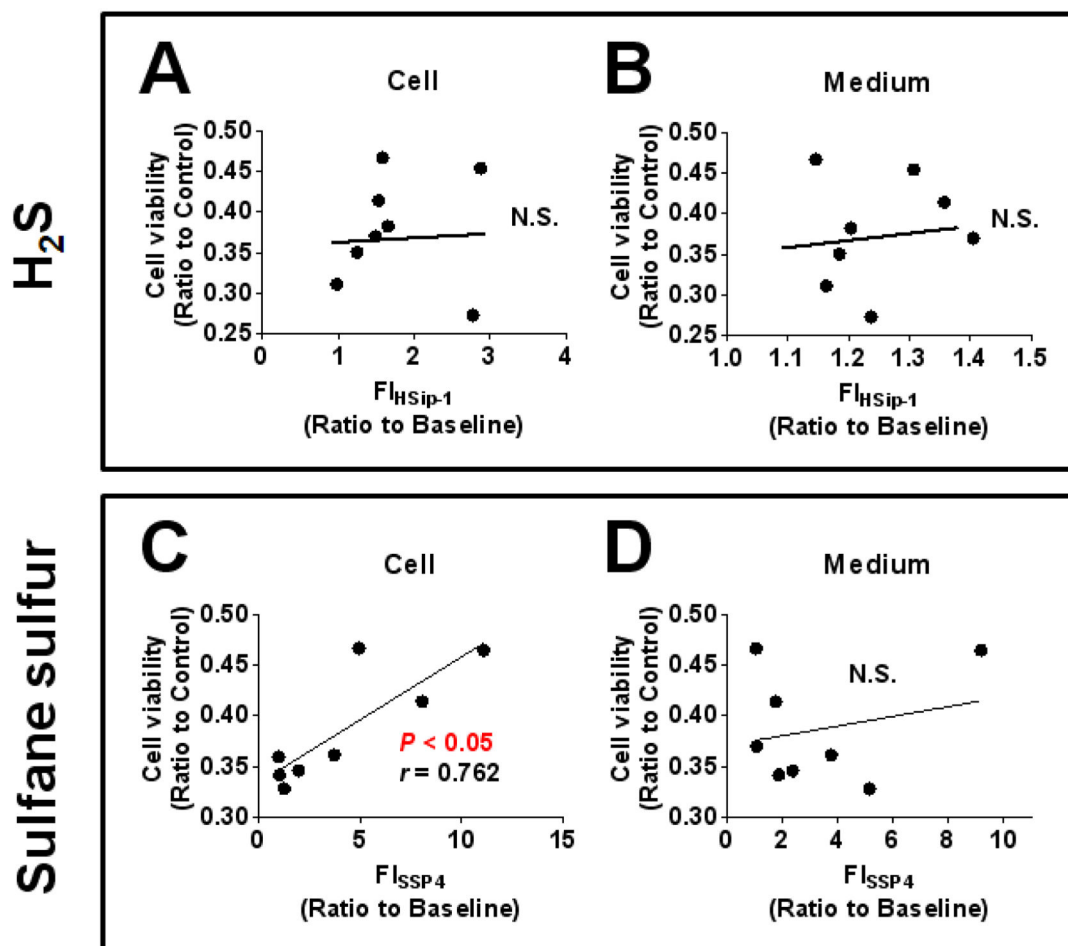 H₂S
A
Cell
Cell viability
(Ratio to Control)
0.50
0.45
0.40
0.35
0.30
0.25
N.S.
0 1 2 3 4
FI_HSip-1
(Ratio to Baseline)
B
Medium
Cell viability
(Ratio to Control)
0.50
0.45
0.40
0.35
0.30
0.25
N.S.
1.0 1.1 1.2 1.3 1.4 1.5
FI_HSip-1
(Ratio to Baseline)
Sulfane sulfur
C
Cell
Cell viability
(Ratio to Control)
0.50
0.45
0.40
0.35
0.30
P < 0.05
r = 0.762
0 5 10 15
FI_SSP4
(Ratio to Baseline)
D
Medium
Cell viability
(Ratio to Control)
0.50
0.45
0.40
0.35
0.30
N.S.
0 2 4 6 8 10
FI_SSP4
(Ratio to Baseline)